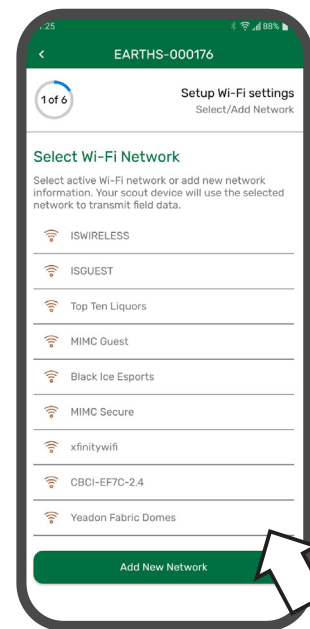 :25 88%
EARTHS-000176
1 of 6
Setup Wi-Fi settings
Select/Add Network
Select Wi-Fi Network
Select active Wi-Fi network or add new network
information. Your scout device will use the selected
network to transmit field data.
ISWIRELESS
ISGUEST
Top Ten Liquors
MIMC Guest
Black Ice Esports
MIMC Secure
xfinitywifi
CBCI-EF7C-2.4
Yeadon Fabric Domes
Add New Network